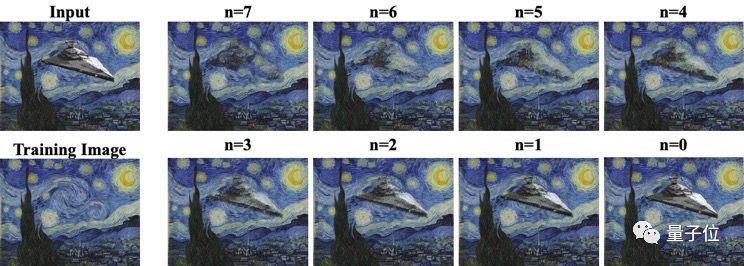 Input n=7 n=6 n=5 n=4
Training Image n=3 n=2 n=1 n=0
量子位